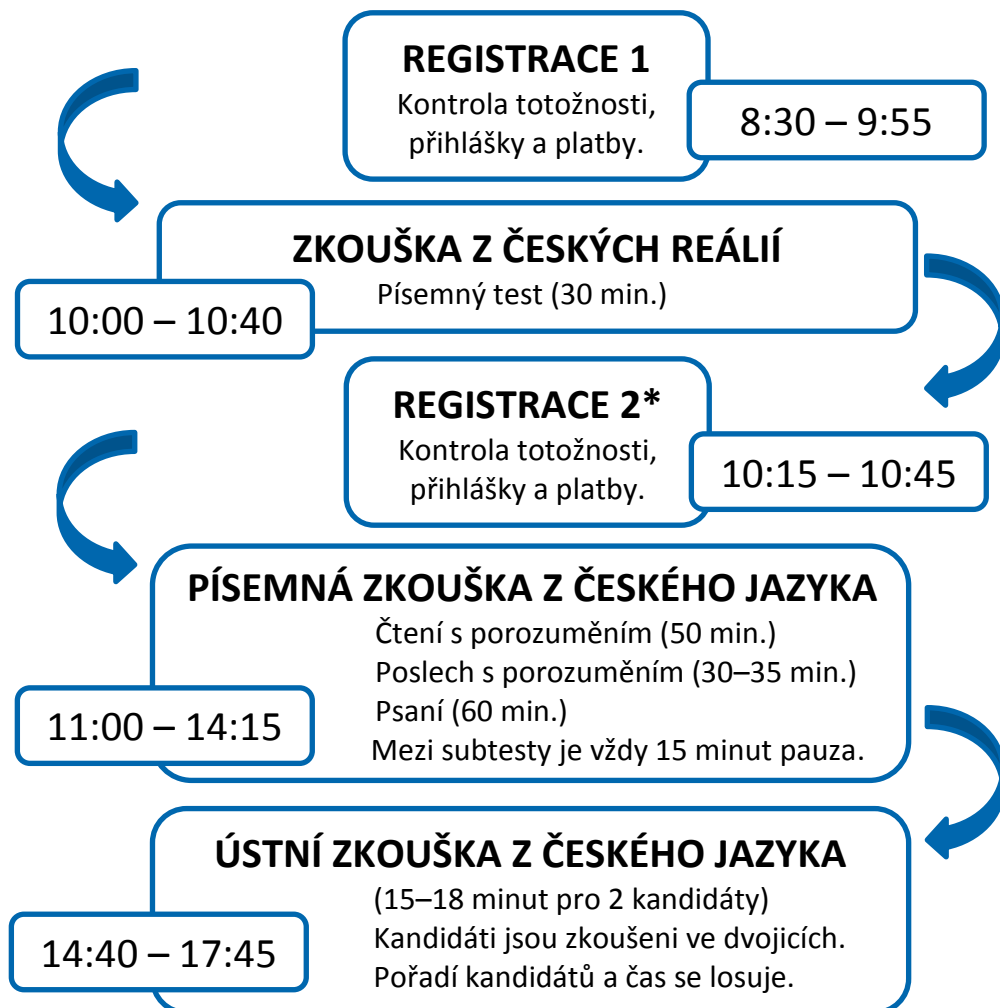 REGISTRACE 1
Kontrola totožnosti,
přihlášky a platby.
8:30 – 9:55
ZKOUŠKA Z ČESKÝCH REÁLIÍ
Písemný test (30 min.)
10:00 – 10:40
REGISTRACE 2*
Kontrola totožnosti,
přihlášky a platby.
10:15 – 10:45
PÍSEMNÁ ZKOUŠKA Z ČESKÉHO JAZYKA
Čtení s porozuměním (50 min.)
Poslech s porozuměním (30–35 min.)
Psaní (60 min.)
Mezi subtesty je vždy 15 minut pauza.
11:00 – 14:15
ÚSTNÍ ZKOUŠKA Z ČESKÉHO JAZYKA
(15–18 minut pro 2 kandidáty)
Kandidáti jsou zkoušeni ve dvojicích.
Pořadí kandidátů a čas se losuje.
14:40 – 17:45